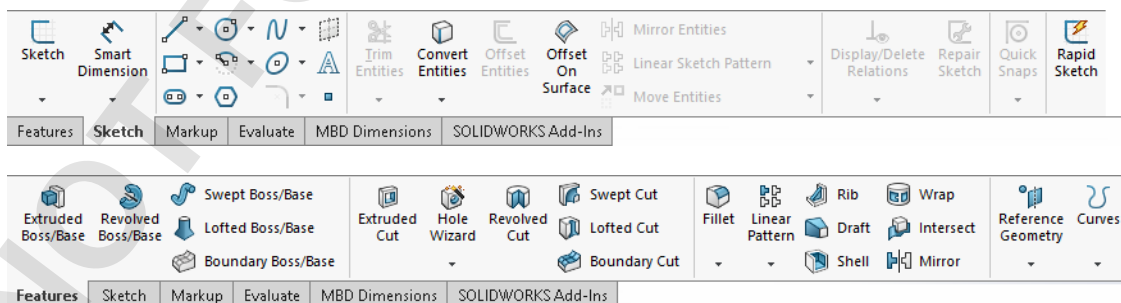 Sketch
Smart
Dimension
Trim
Entities
Convert
Entities
Offset
Entities
Offset
On
Surface
Mirror Entities
Linear Sketch Pattern
Move Entities
Display/Delete
Relations
Repair
Sketch
Quick
Snaps
Rapid
Sketch
Features Sketch Markup Evaluate MBD Dimensions SOLIDWORKS Add-Ins
Extruded
Boss/Base
Revolved
Boss/Base
Swept Boss/Base
Lofted Boss/Base
Boundary Boss/Base
Extruded
Cut
Hole
Wizard
Revolved
Cut
Swept Cut
Lofted Cut
Boundary Cut
Fillet
Linear
Pattern
Rib
Draft
Shell
Wrap
Intersect
Mirror
Reference
Geometry
Curves
Features Sketch Markup Evaluate MBD Dimensions SOLIDWORKS Add-Ins
NOT F